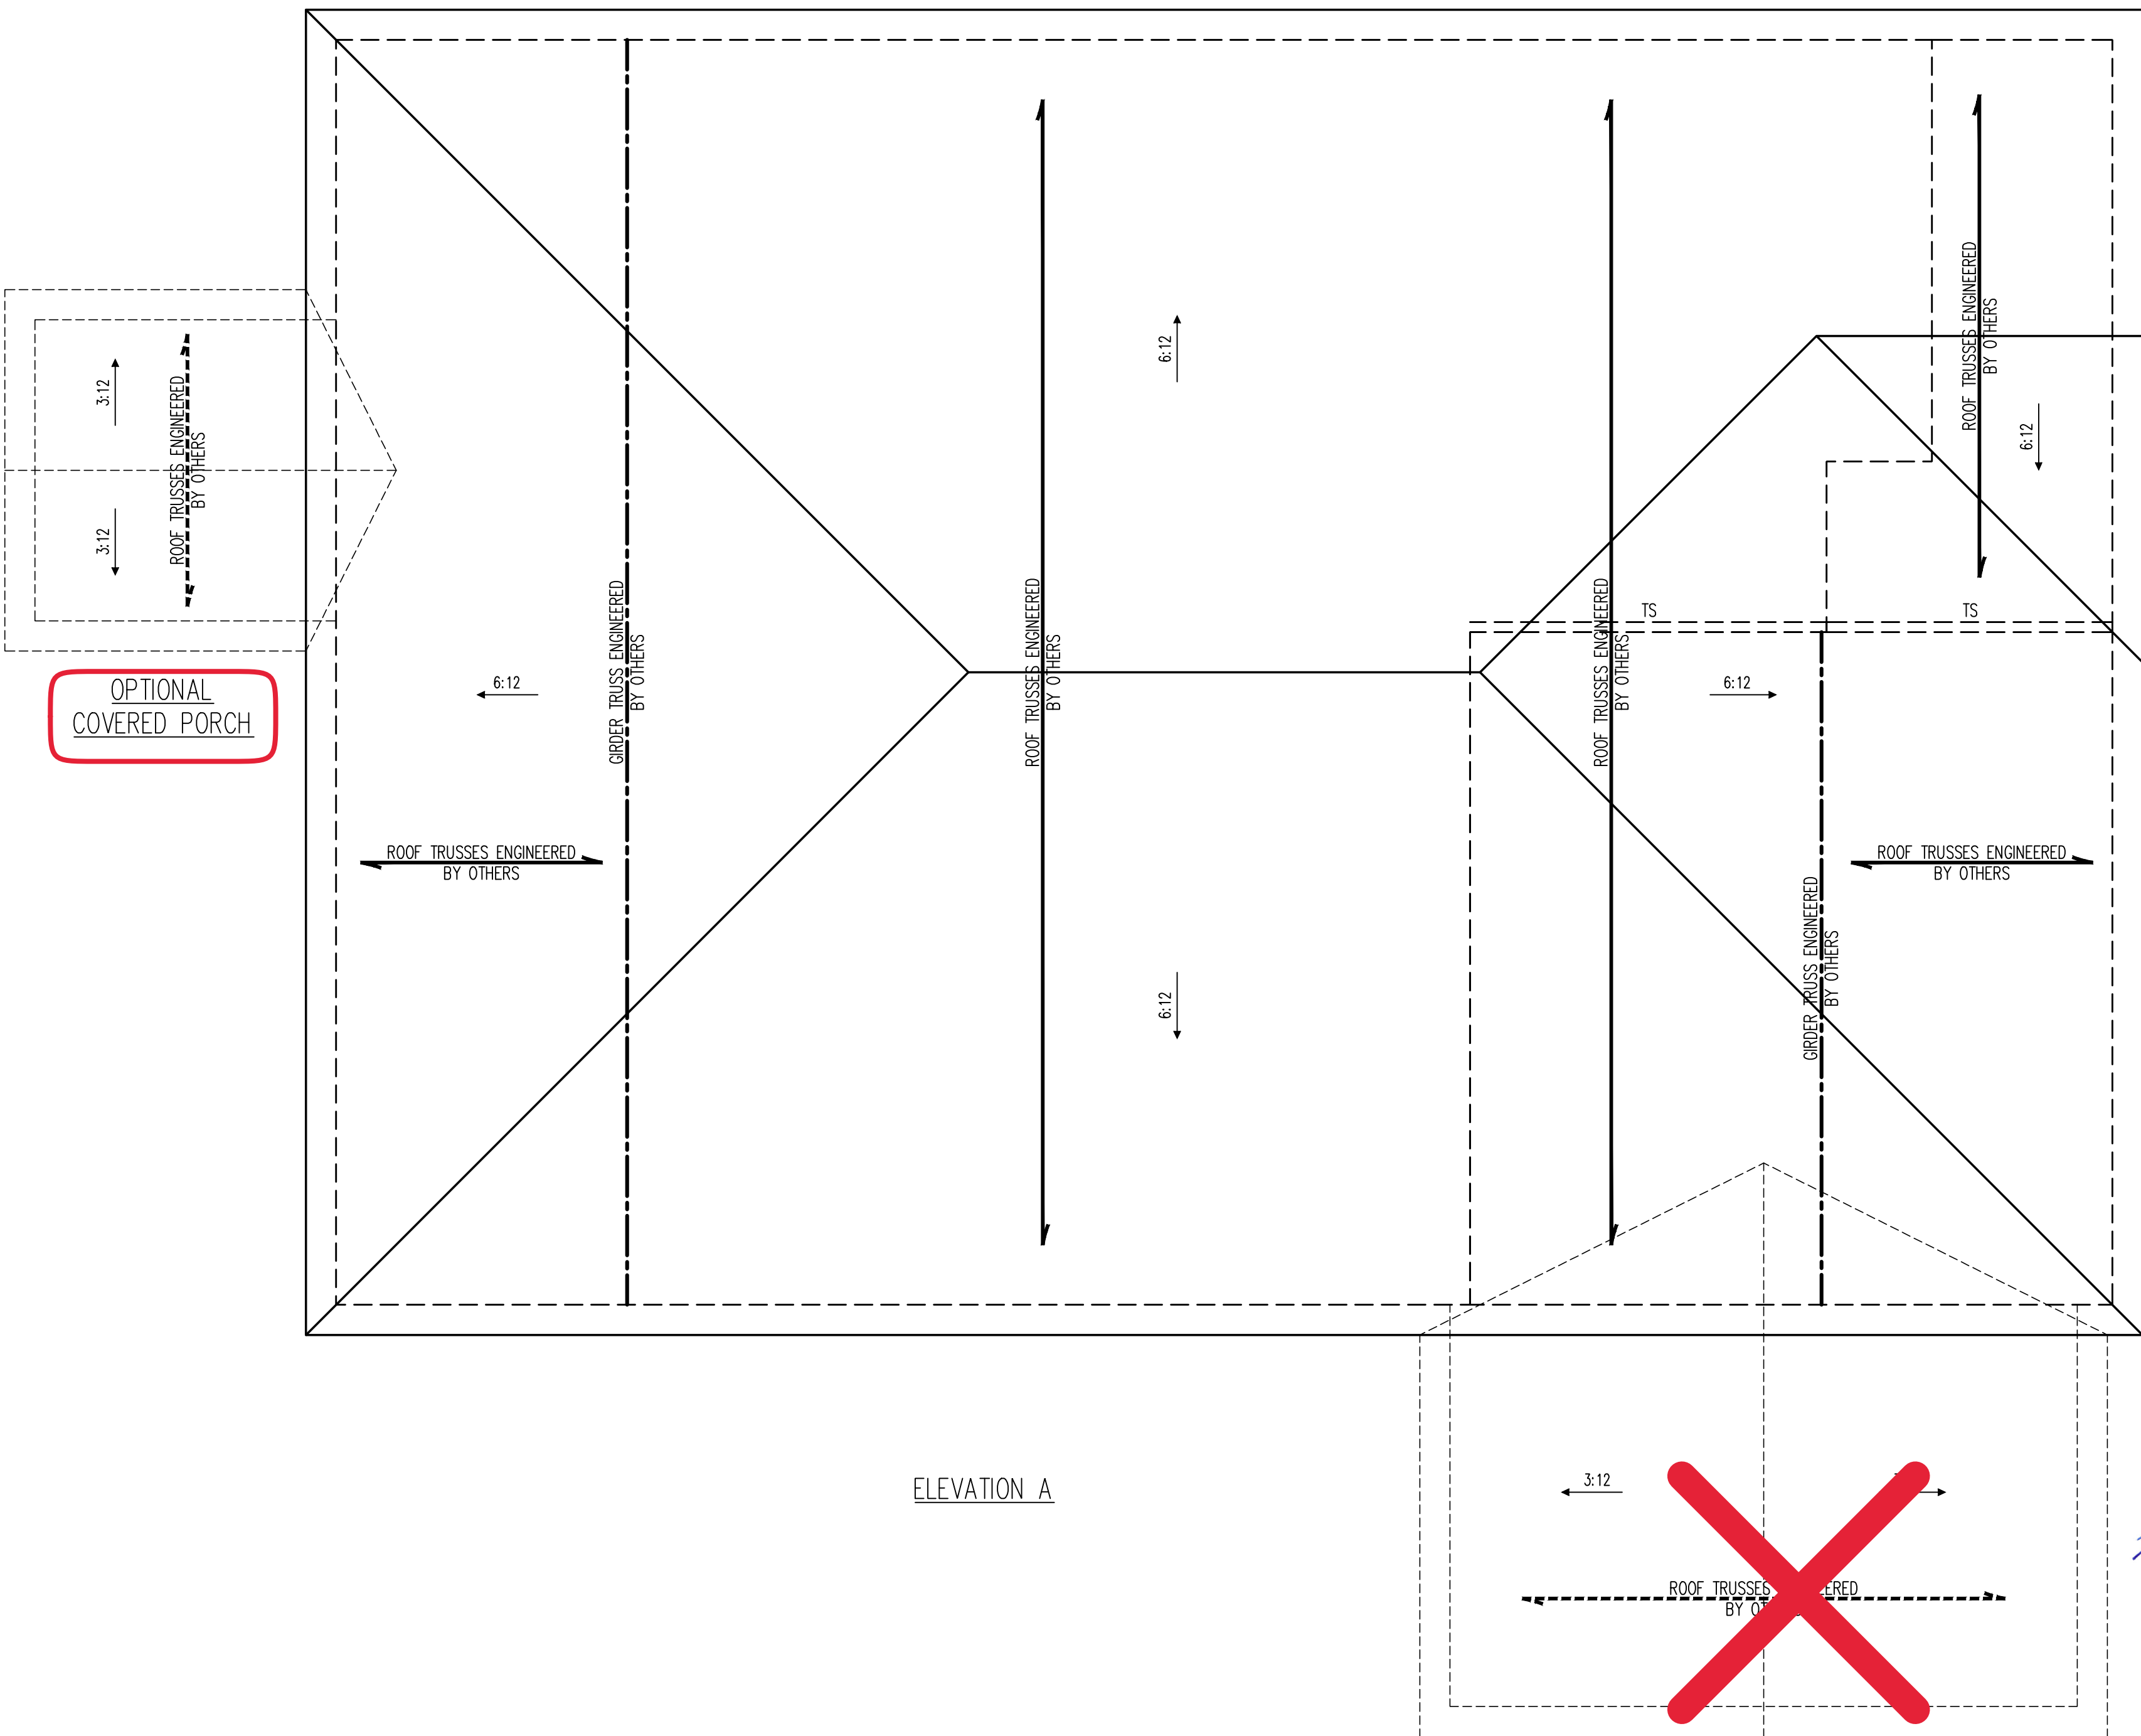 6:12
ROOF TRUSSES ENGINEERED
BY OTHERS
6:12
3:12
ROOF TRUSSES ENGINEERED
BY OTHERS
3:12
OPTIONAL
COVERED PORCH
6:12
GIRDER TRUSS ENGINEERED
BY OTHERS
ROOF TRUSSES ENGINEERED
BY OTHERS
ROOF TRUSSES ENGINEERED
BY OTHERS
TS
TS
6:12
ROOF TRUSSES ENGINEERED
BY OTHERS
ROOF TRUSSES ENGINEERED
BY OTHERS
GIRDER TRUSS ENGINEERED
BY OTHERS
6:12
ELEVATION A
3:12
ROOF TRUSSES
BY